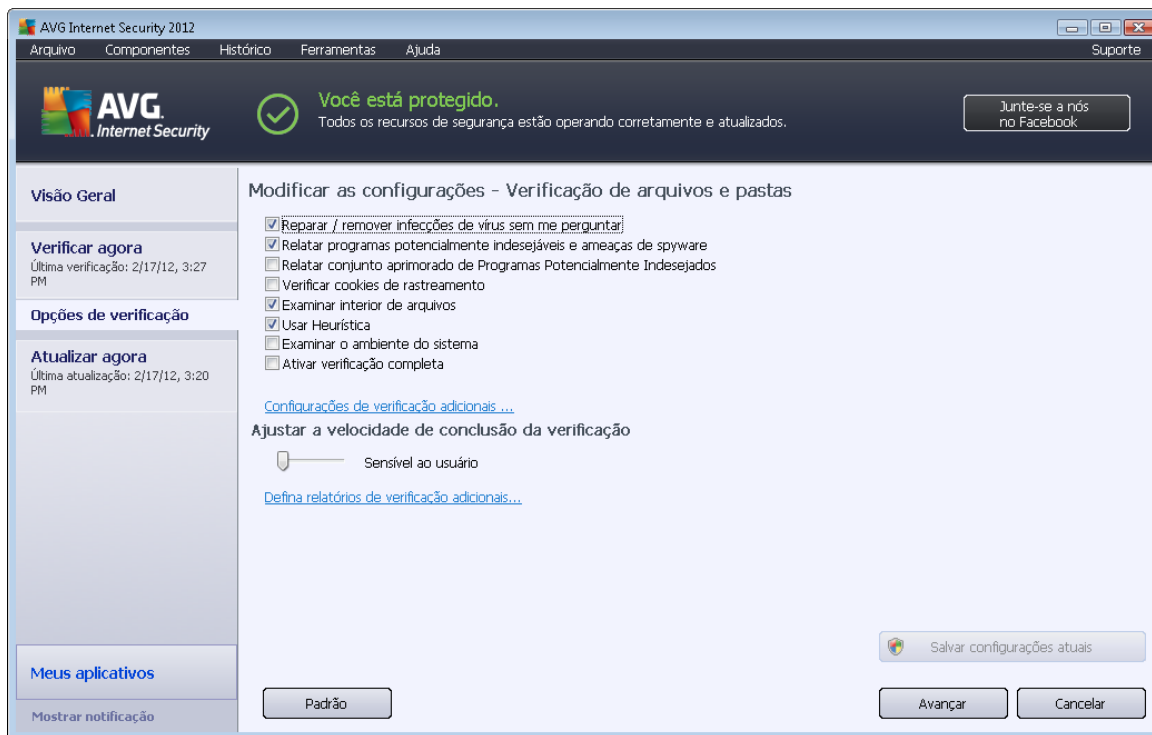 AVG Internet Security 2012
Arquivo Componentes Histórico Ferramentas Ajuda Suporte
AVG.
Internet Security
Você está protegido.
Todos os recursos de segurança estão operando corretamente e atualizados.
Junte-se a nós
no Facebook
Visão Geral
Verificar agora
Última verificação: 2/17/12, 3:27
PM
Opções de verificação
Atualizar agora
Última atualização: 2/17/12, 3:20
PM
Meus aplicativos
Mostrar notificação
Modificar as configurações - Verificação de arquivos e pastas
Reparar / remover infecções de vírus sem me perguntar
Relatar programas potencialmente indesejáveis e ameaças de spyware
Relatar conjunto aprimorado de Programas Potencialmente Indesejados
Verificar cookies de rastreamento
Examinar interior de arquivos
Usar Heurística
Examinar o ambiente do sistema
Ativar verificação completa
Configurações de verificação adicionais ...
Ajustar a velocidade de conclusão da verificação
Sensível ao usuário
Defina relatórios de verificação adicionais...
Salvar configurações atuais
Padrão
Avançar
Cancelar